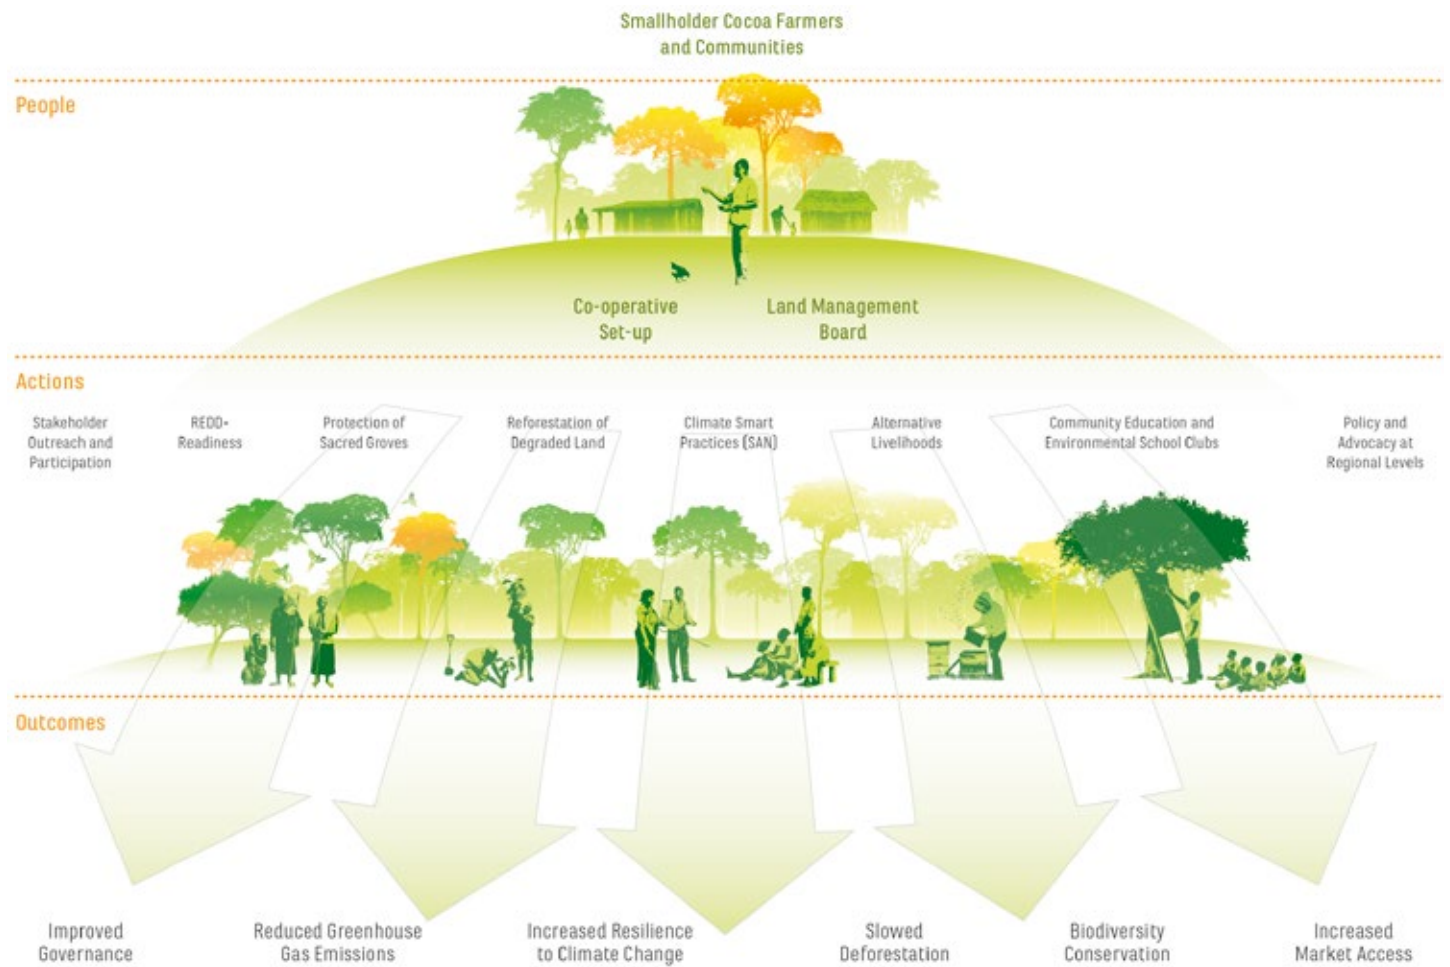 Smallholder Cocoa Farmers
and Communities
People
Co-operative
Set-up
Land Management
Board
Actions
Stakeholder
Outreach and
Participation
REDD+
Readiness
Protection of
Sacred Groves
Reforestation of
Degraded Land
Climate Smart
Practices (SAN)
Alternative
Livelihoods
Community Education and
Environmental School Clubs
Policy and
Advocacy at
Regional Levels
Outcomes
Improved
Governance
Reduced Greenhouse
Gas Emissions
Increased Resilience
to Climate Change
Slowed
Deforestation
Biodiversity
Conservation
Increased
Market Access